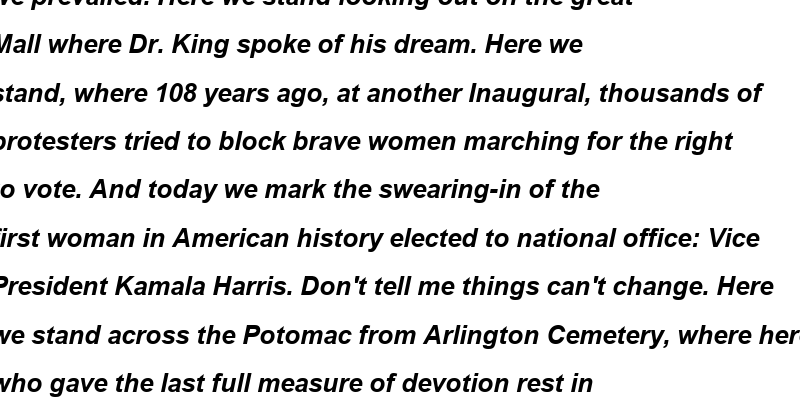 we prevailed. Here we stand looking out on the great
Mall where Dr. King spoke of his dream. Here we
stand, where 108 years ago, at another Inaugural, thousands of
protesters tried to block brave women marching for the right
to vote. And today we mark the swearing-in of the
first woman in American history elected to national office: Vice
President Kamala Harris. Don't tell me things can't change. Here
we stand across the Potomac from Arlington Cemetery, where
who gave the last full measure of devotion rest in